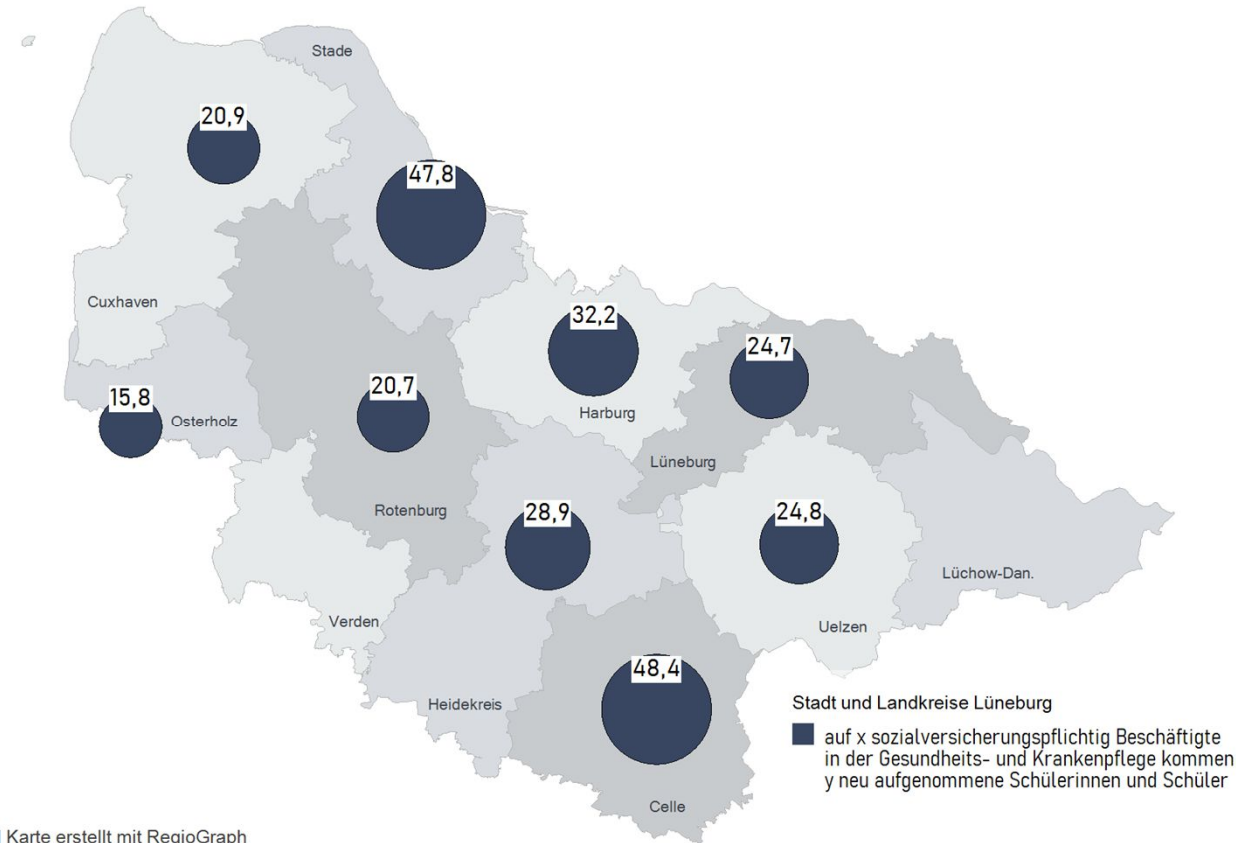 Stade
20,9
47,8
Cuxhaven
32,2
24,7
15,8
20,7
Osterholz
Harburg
Lüneburg
Rotenburg
28,9
24,8
Lüchow-Dan.
Verden
Uelzen
48,4
Heidekreis
Celle
Stadt und Landkreise Lüneburg
auf x sozialversicherungspflichtig Beschäftigte
in der Gesundheits- und Krankenpflege kommen
y neu aufgenommene Schülerinnen und Schüler
Karte erstellt mit RegioGraph